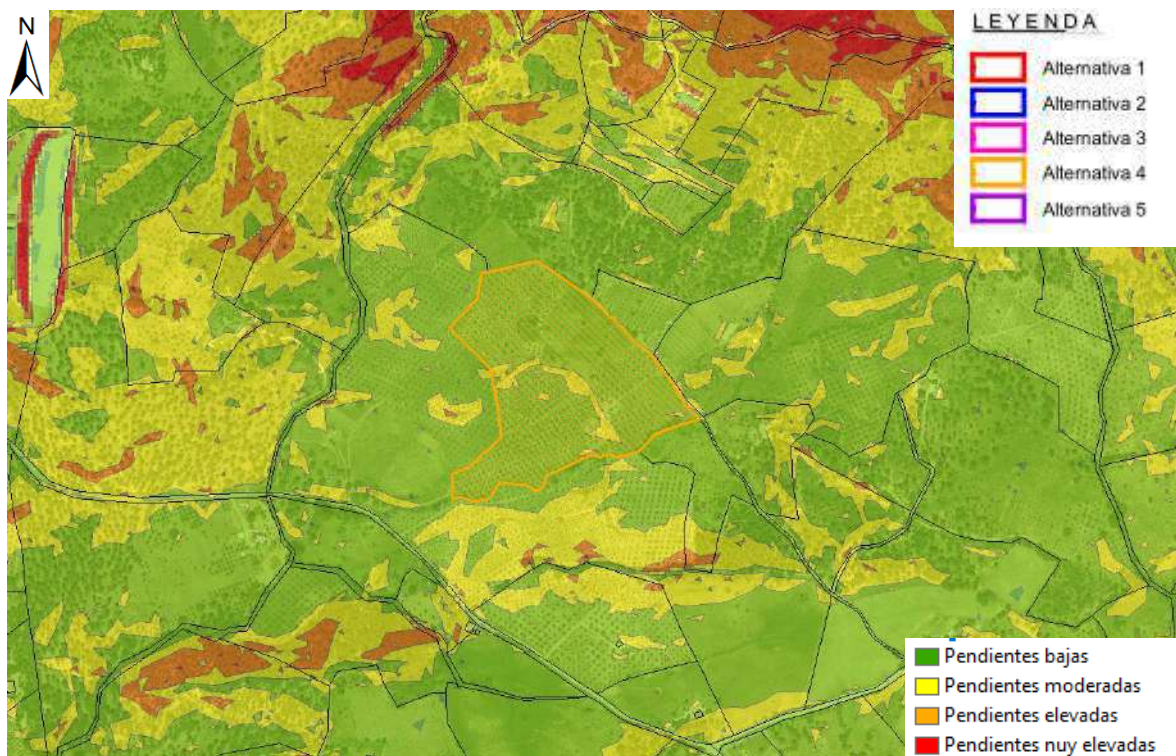 N
LEYENDA
Alternativa 1
Alternativa 2
Alternativa 3
Alternativa 4
Alternativa 5
Pendientes bajas
Pendientes moderadas
Pendientes elevadas
Pendientes nuy elevadas